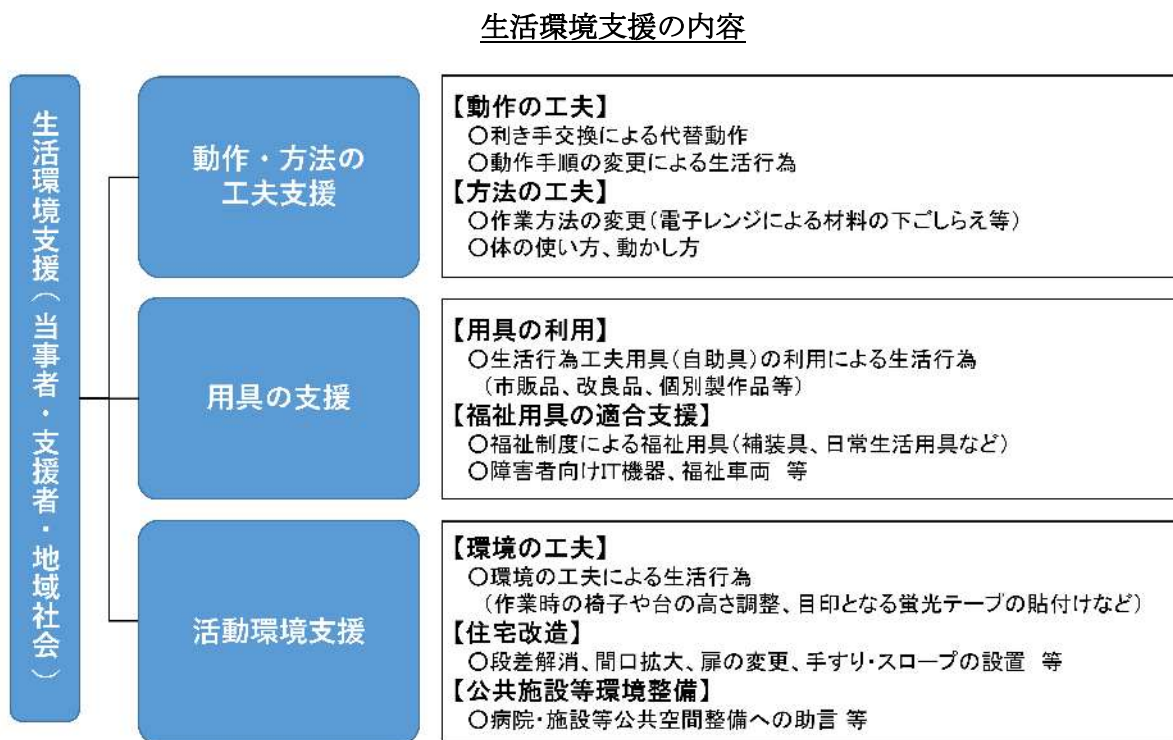 生活環境支援の内容
生活環境支援（当事者・支援者・地域社会）
動作・方法の
工夫支援
【動作の工夫】
○利き手交換による代替動作
○動作手順の変更による生活行為
【方法の工夫】
○作業方法の変更(電子レンジによる材料の下ごしらえ等)
○体の使い方、動かし方
用具の支援
【用具の利用】
○生活行為工夫用具(自助具)の利用による生活行為
(市販品、改良品、個別製作品等)
【福祉用具の適合支援】
○福祉制度による福祉用具(補装具、日常生活用具など)
○障害者向けIT機器、福祉車両 等
活動環境支援
【環境の工夫】
○環境の工夫による生活行為
(作業時の椅子や台の高さ調整、目印となる蛍光テープの貼付けなど)
【住宅改造】
○段差解消、間口拡大、扉の変更、手すり・スロープの設置 等
【公共施設等環境整備】
○病院・施設等公共空間整備への助言 等